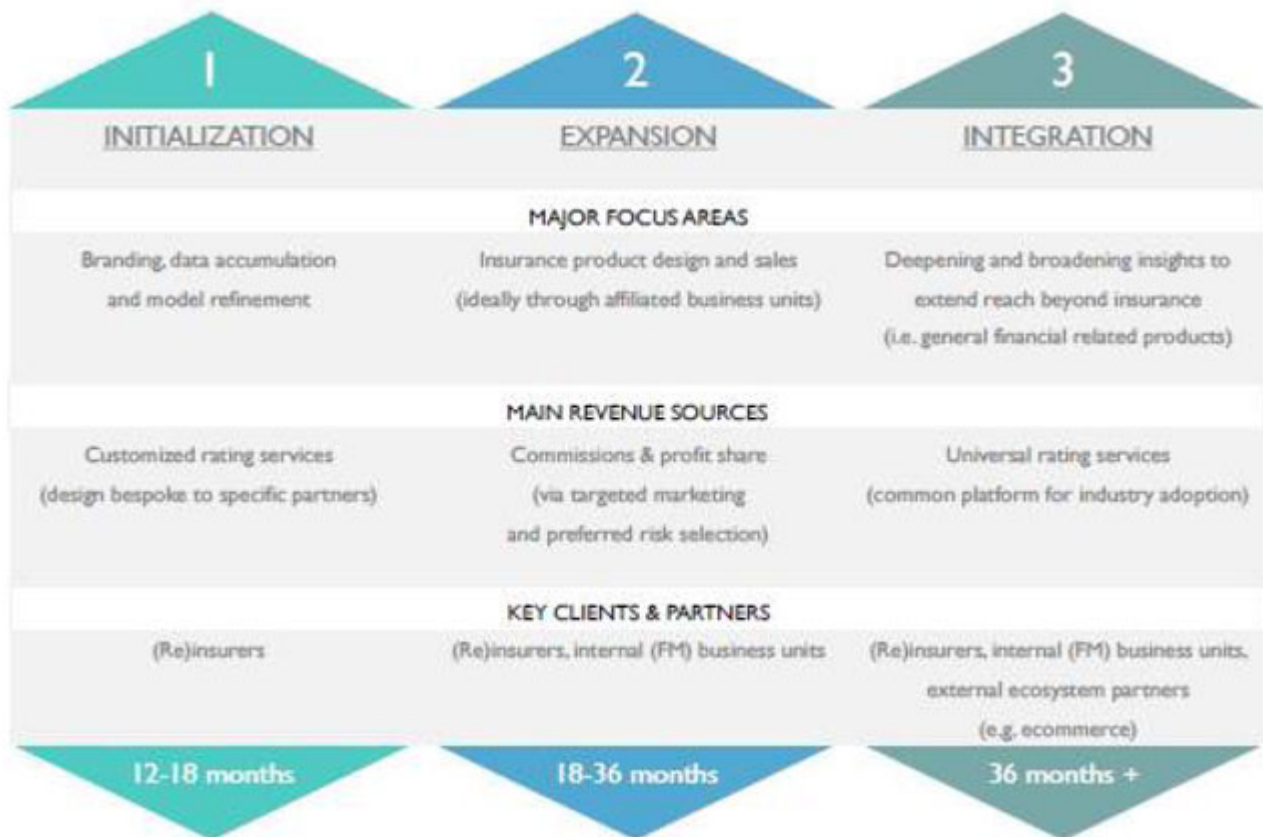 1
2
3
INITIALIZATION
EXPANSION
INTEGRATION
MAJOR FOCUS AREAS
Branding, data accumulation
and model refinement
Insurance product design and sales
(ideally through affiliated business units)
Deepening and broadening insights to
extend reach beyond insurance
(i.e. general financial related products)
MAIN REVENUE SOURCES
Customized rating services
(design bespoke to specific partners)
Commissions & profit share
(via targeted marketing
and preferred risk selection)
Universal rating services
(common platform for industry adoption)
KEY CLIENTS & PARTNERS
(Re)insurers
(Re)insurers, internal (FM) business units
(Re)insurers, internal (FM) business units,
external ecosystem partners
(e.g. ecommerce)
12-18 months
18-36 months
36 months +